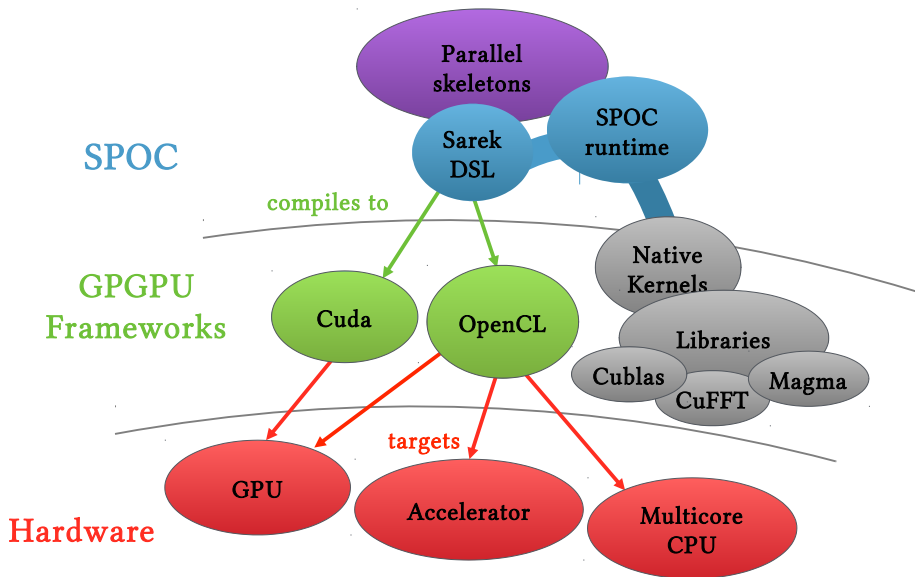 Parallel
skeletons
SPOC
runtime
Sarek
DSL
SPOC
compiles to
Native
Kernels
GPGPU
Frameworks
Cuda
OpenCL
Libraries
Cublas
CuFFT
Magma
targets
GPU
Accelerator
Multicore
CPU
Hardware